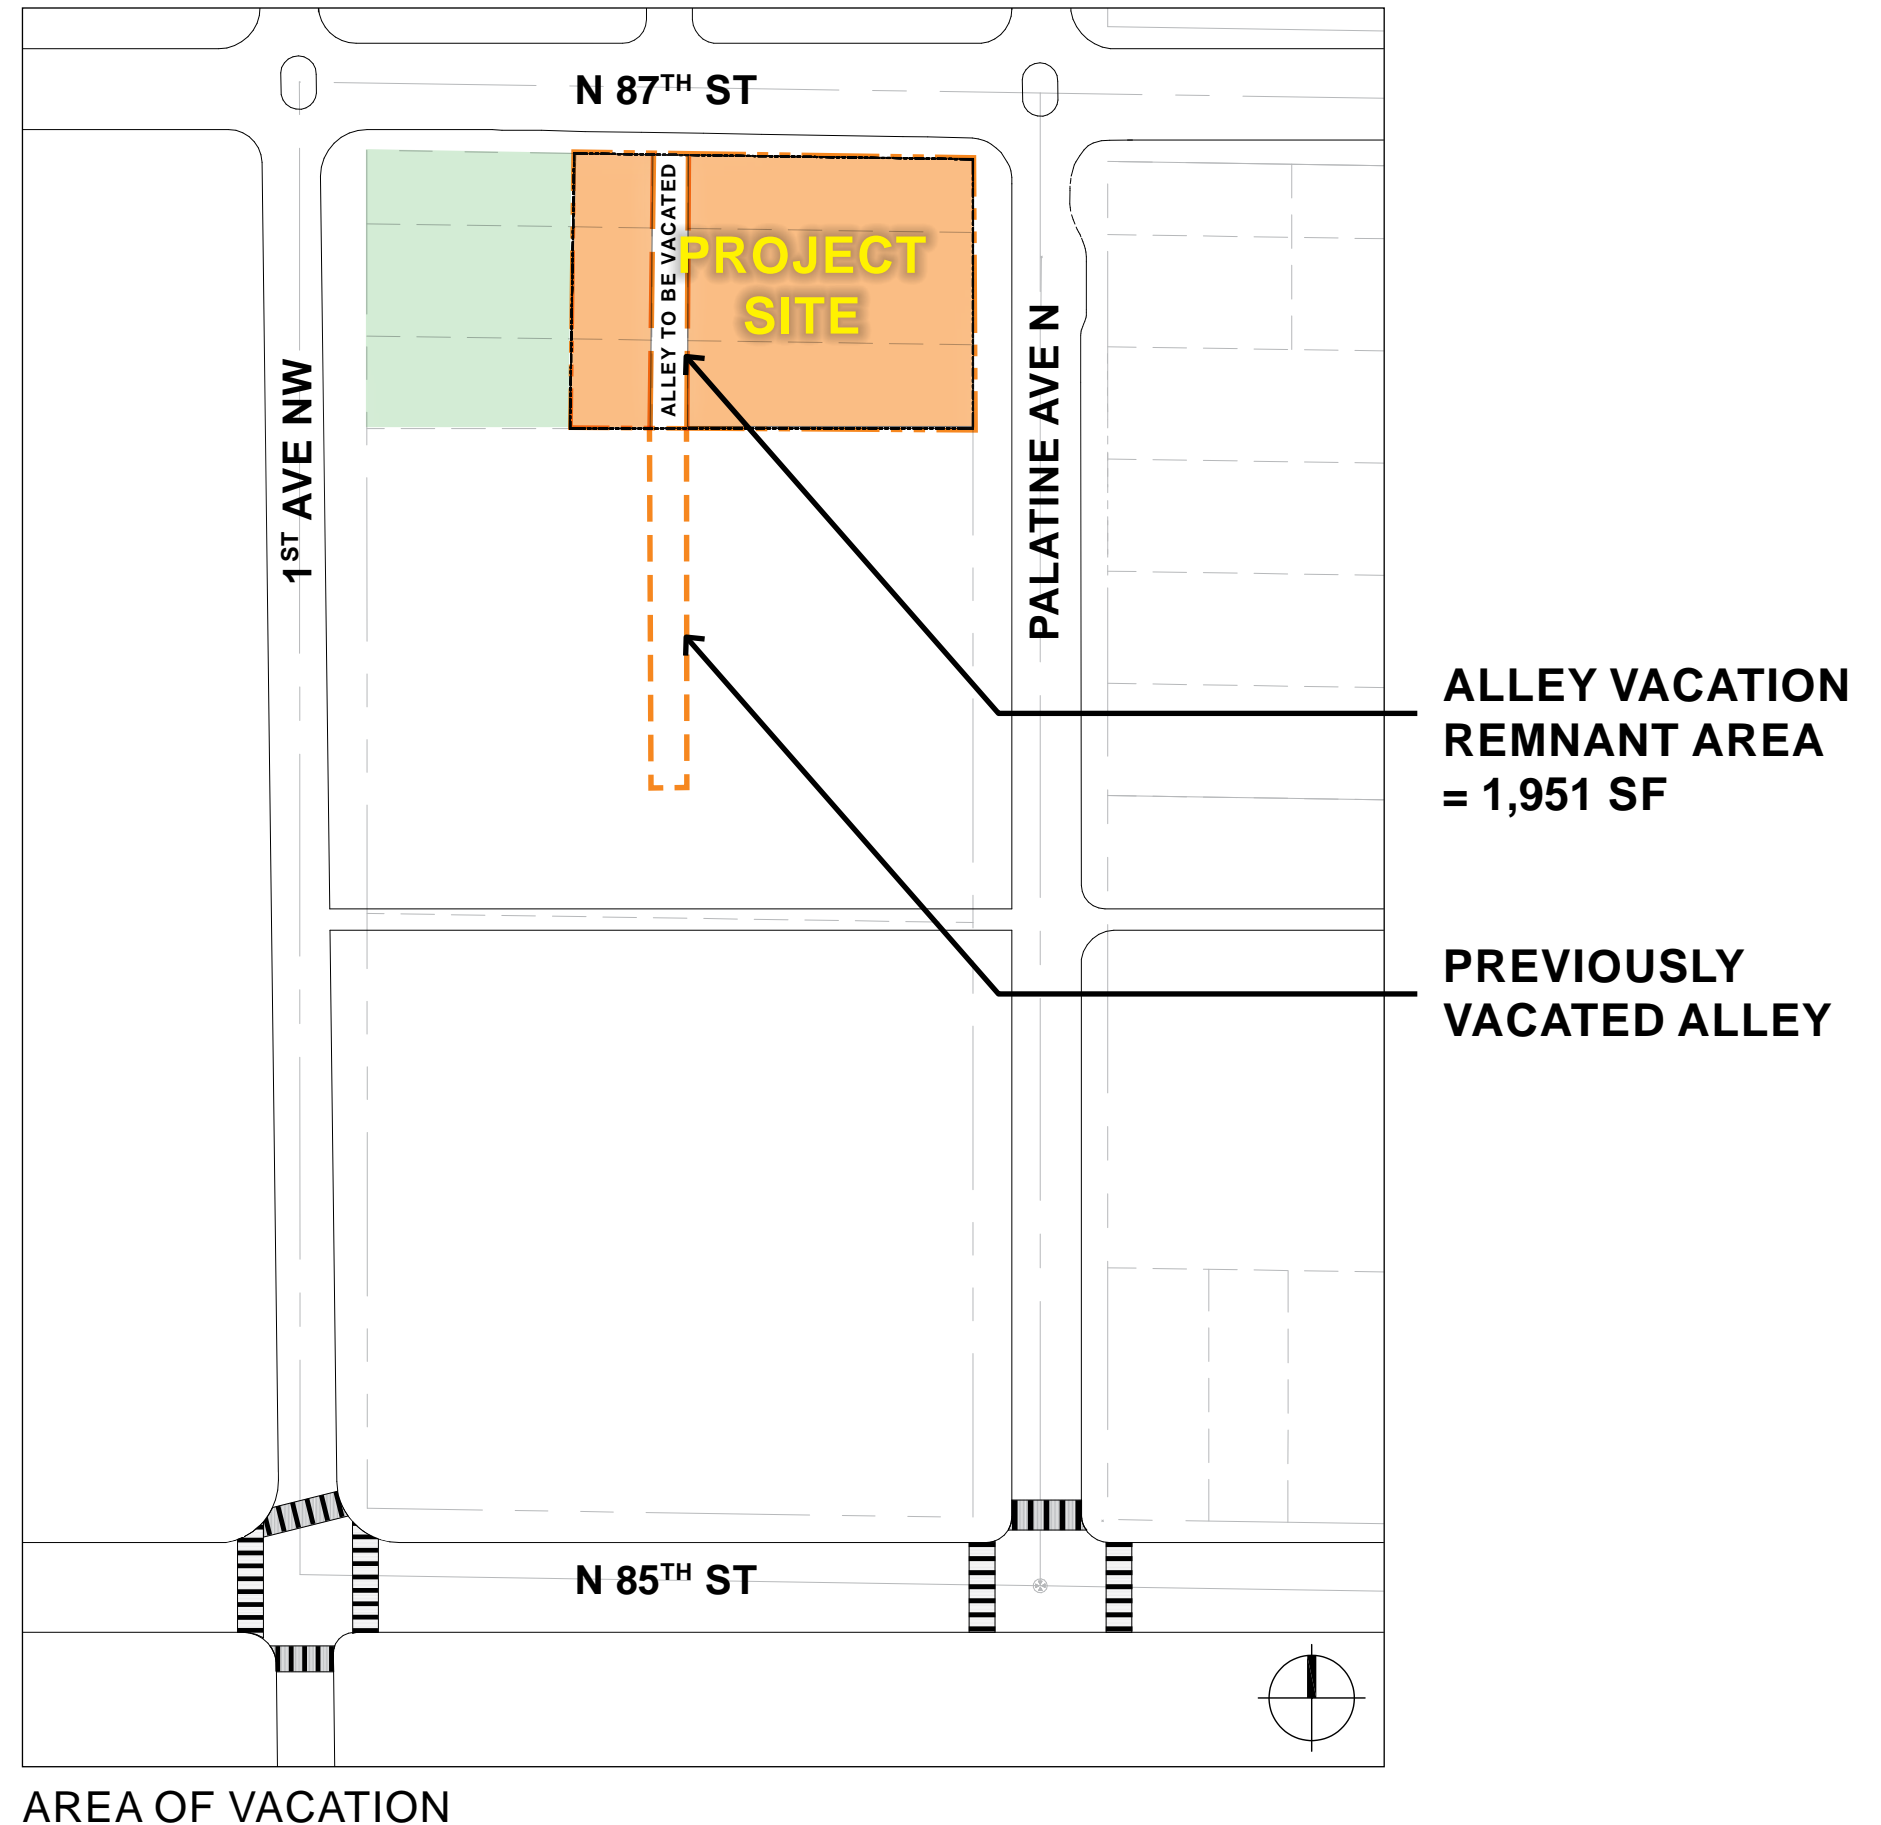 N 87TH ST
ALLEY TO BE VACATED
PROJECT
SITE
1ST AVE NW
PALATINE AVE N
ALLEY VACATION
REMNANT AREA
= 1,951 SF
PREVIOUSLY
VACATED ALLEY
N 85TH ST
AREA OF VACATION